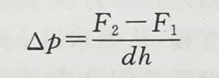 Δp = F₂ − F₁ / dh